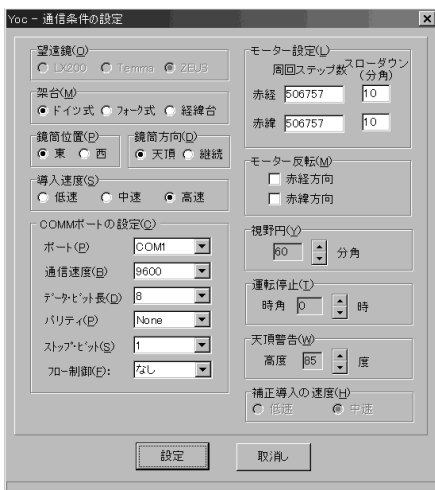 Yoc - 通信条件の設定
望遠鏡(O)
LX200 Temma ZEUS
架台(M)
ドイツ式 フォーク式 経緯台
鏡筒位置(P)
東 西
鏡筒方向(D)
天頂 継続
導入速度(S)
低速 中速 高速
COMMポートの設定(C)
ポート(P) COM1
通信速度(B) 9600
データ・ビット長(D) 8
パリティ(P) None
ストップ・ビット(S) 1
フロー制御(F): なし
モーター設定(L)
周回ステップ数 スローダウン
(分角)
赤経 506757 10
赤緯 506757 10
モーター反転(M)
赤経方向
赤緯方向
視野円(Y)
60 分角
運転停止(T)
時角 0 時
天頂警告(W)
高度 85 度
補正導入の速度(H)
低速 中速
設定 取消し